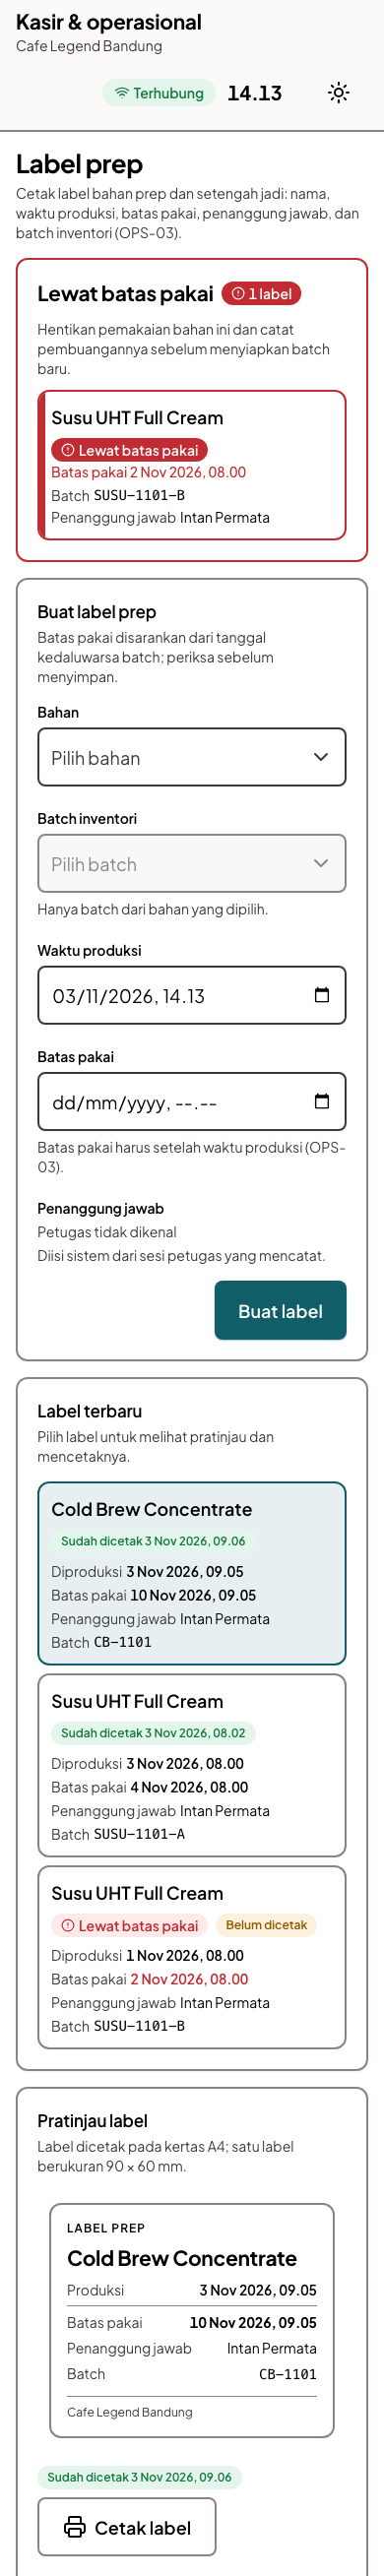 Kasir & operasional
Cafe Legend Bandung
Terhubung 14.13
Label prep
Cetak label bahan prep dan setengah jadi: nama,
waktu produksi, batas pakai, penanggung jawab, dan
batch inventori (OPS-03).
Lewat batas pakai 1 label
Hentikan pemakaian bahan ini dan catat
pembuangannya sebelum menyiapkan batch
baru.
Susu UHT Full Cream
Lewat batas pakai
Batas pakai 2 Nov 2026, 08.00
Batch SUSU-1101-B
Penanggung jawab Intan Permata
Buat label prep
Batas pakai disarankan dari tanggal
kedaluwarsa batch; periksa sebelum
menyimpan.
Bahan
Pilih bahan
Batch inventori
Pilih batch
Hanya batch dari bahan yang dipilih.
Waktu produksi
03/11/2026, 14.13
Batas pakai
dd/mm/yyyy, --.--
Batas pakai harus setelah waktu produksi (OPS-
03).
Penanggung jawab
Petugas tidak dikenal
Diisi sistem dari sesi petugas yang mencatat.
Buat label
Label terbaru
Pilih label untuk melihat pratinjau dan
mencetaknya.
Cold Brew Concentrate
Sudah dicetak 3 Nov 2026, 09.06
Diproduksi 3 Nov 2026, 09.05
Batas pakai 10 Nov 2026, 09.05
Penanggung jawab Intan Permata
Batch CB-1101
Susu UHT Full Cream
Sudah dicetak 3 Nov 2026, 08.02
Diproduksi 3 Nov 2026, 08.00
Batas pakai 4 Nov 2026, 08.00
Penanggung jawab Intan Permata
Batch SUSU-1101-A
Susu UHT Full Cream
Lewat batas pakai Belum dicetak
Diproduksi 1 Nov 2026, 08.00
Batas pakai 2 Nov 2026, 08.00
Penanggung jawab Intan Permata
Batch SUSU-1101-B
Pratinjau label
Label dicetak pada kertas A4; satu label
berukuran 90 × 60 mm.
LABEL PREP
Cold Brew Concentrate
Produksi 3 Nov 2026, 09.05
Batas pakai 10 Nov 2026, 09.05
Penanggung jawab Intan Permata
Batch CB-1101
Cafe Legend Bandung
Sudah dicetak 3 Nov 2026, 09.06
Cetak label